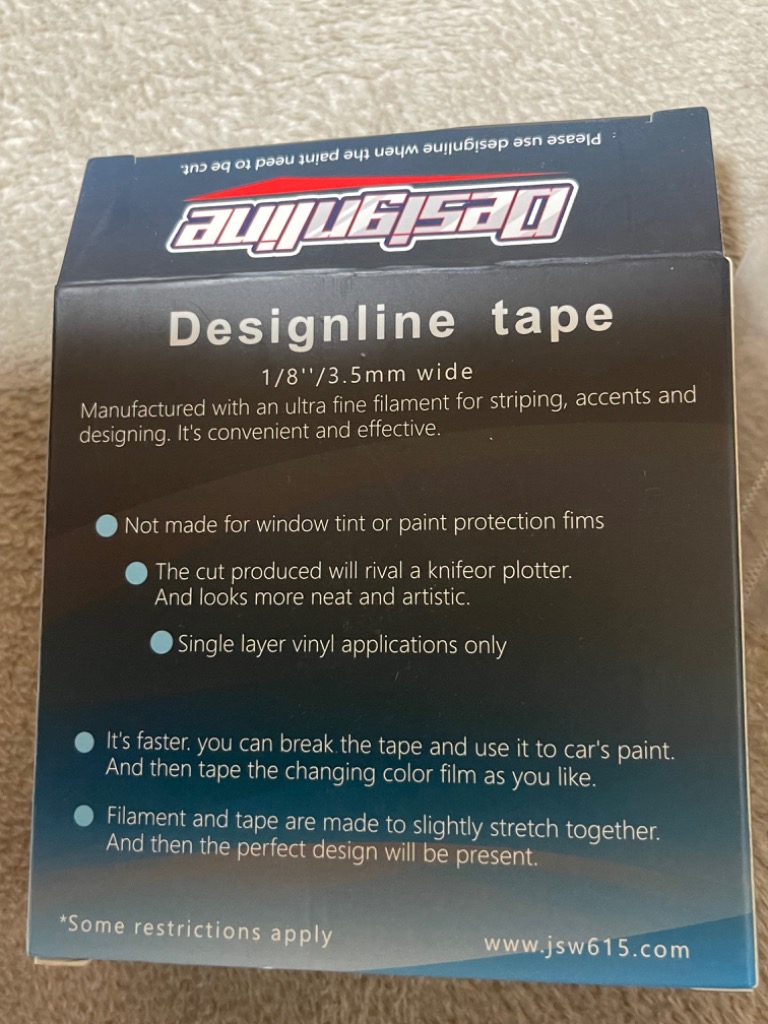 Please use designline when the paint need to be cut.
Designline
Designline tape
1/8''/3.5mm wide
Manufactured with an ultra fine filament for striping, accents and
designing. It's convenient and effective.
Not made for window tint or paint protection fims
The cut produced will rival a knifeor plotter.
And looks more neat and artistic.
Single layer vinyl applications only
It's faster. you can break the tape and use it to car's paint.
And then tape the changing color film as you like.
Filament and tape are made to slightly stretch together.
And then the perfect design will be present.
*Some restrictions apply
www.jsw615.com